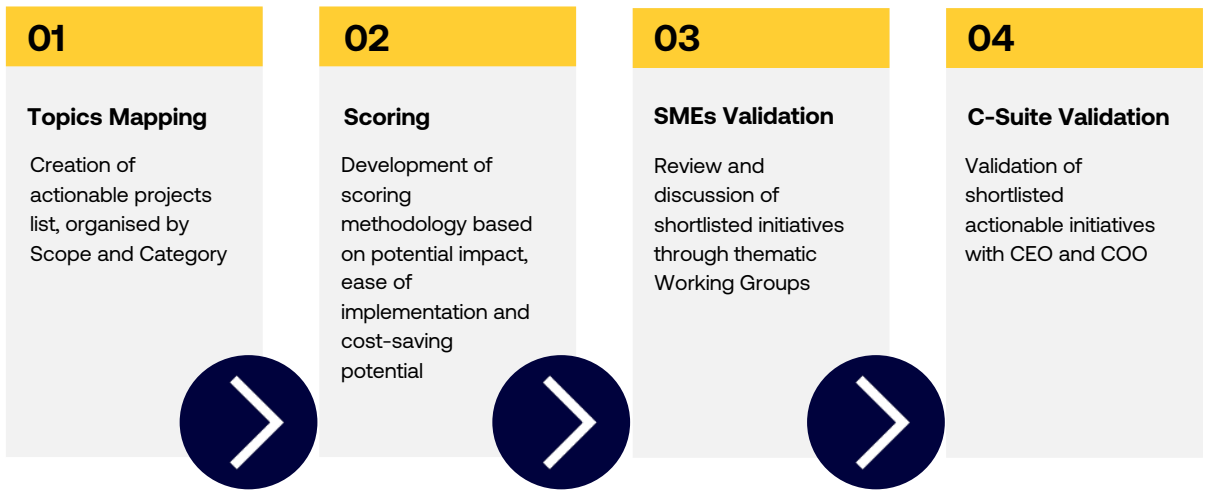 01
Topics Mapping
Creation of
actionable projects
list, organised by
Scope and Category
02
Scoring
Development of
scoring
methodology based
on potential impact,
ease of
implementation and
cost-saving
potential
03
SMEs Validation
Review and
discussion of
shortlisted initiatives
through thematic
Working Groups
04
C-Suite Validation
Validation of
shortlisted
actionable initiatives
with CEO and COO